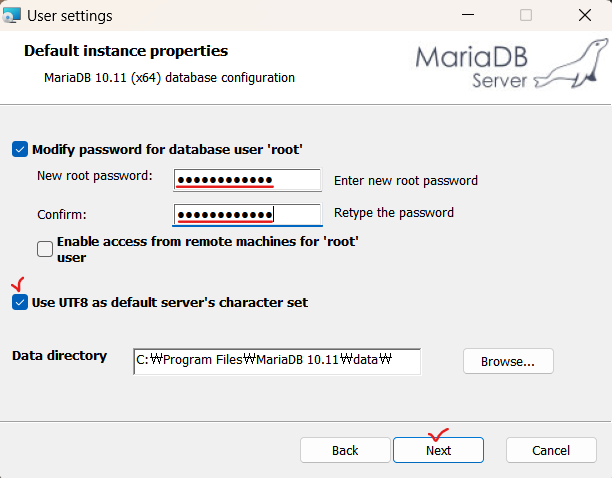 User settings
Default instance properties
MariaDB 10.11 (x64) database configuration
MariaDB
Server
Modify password for database user 'root'
New root password: ●●●●●●●●●●●● Enter new root password
Confirm: ●●●●●●●●●●●● Retype the password
Enable access from remote machines for 'root'
user
Use UTF8 as default server's character set
Data directory C:₩Program Files₩MariaDB 10.11₩data₩ Browse...
Back Next Cancel